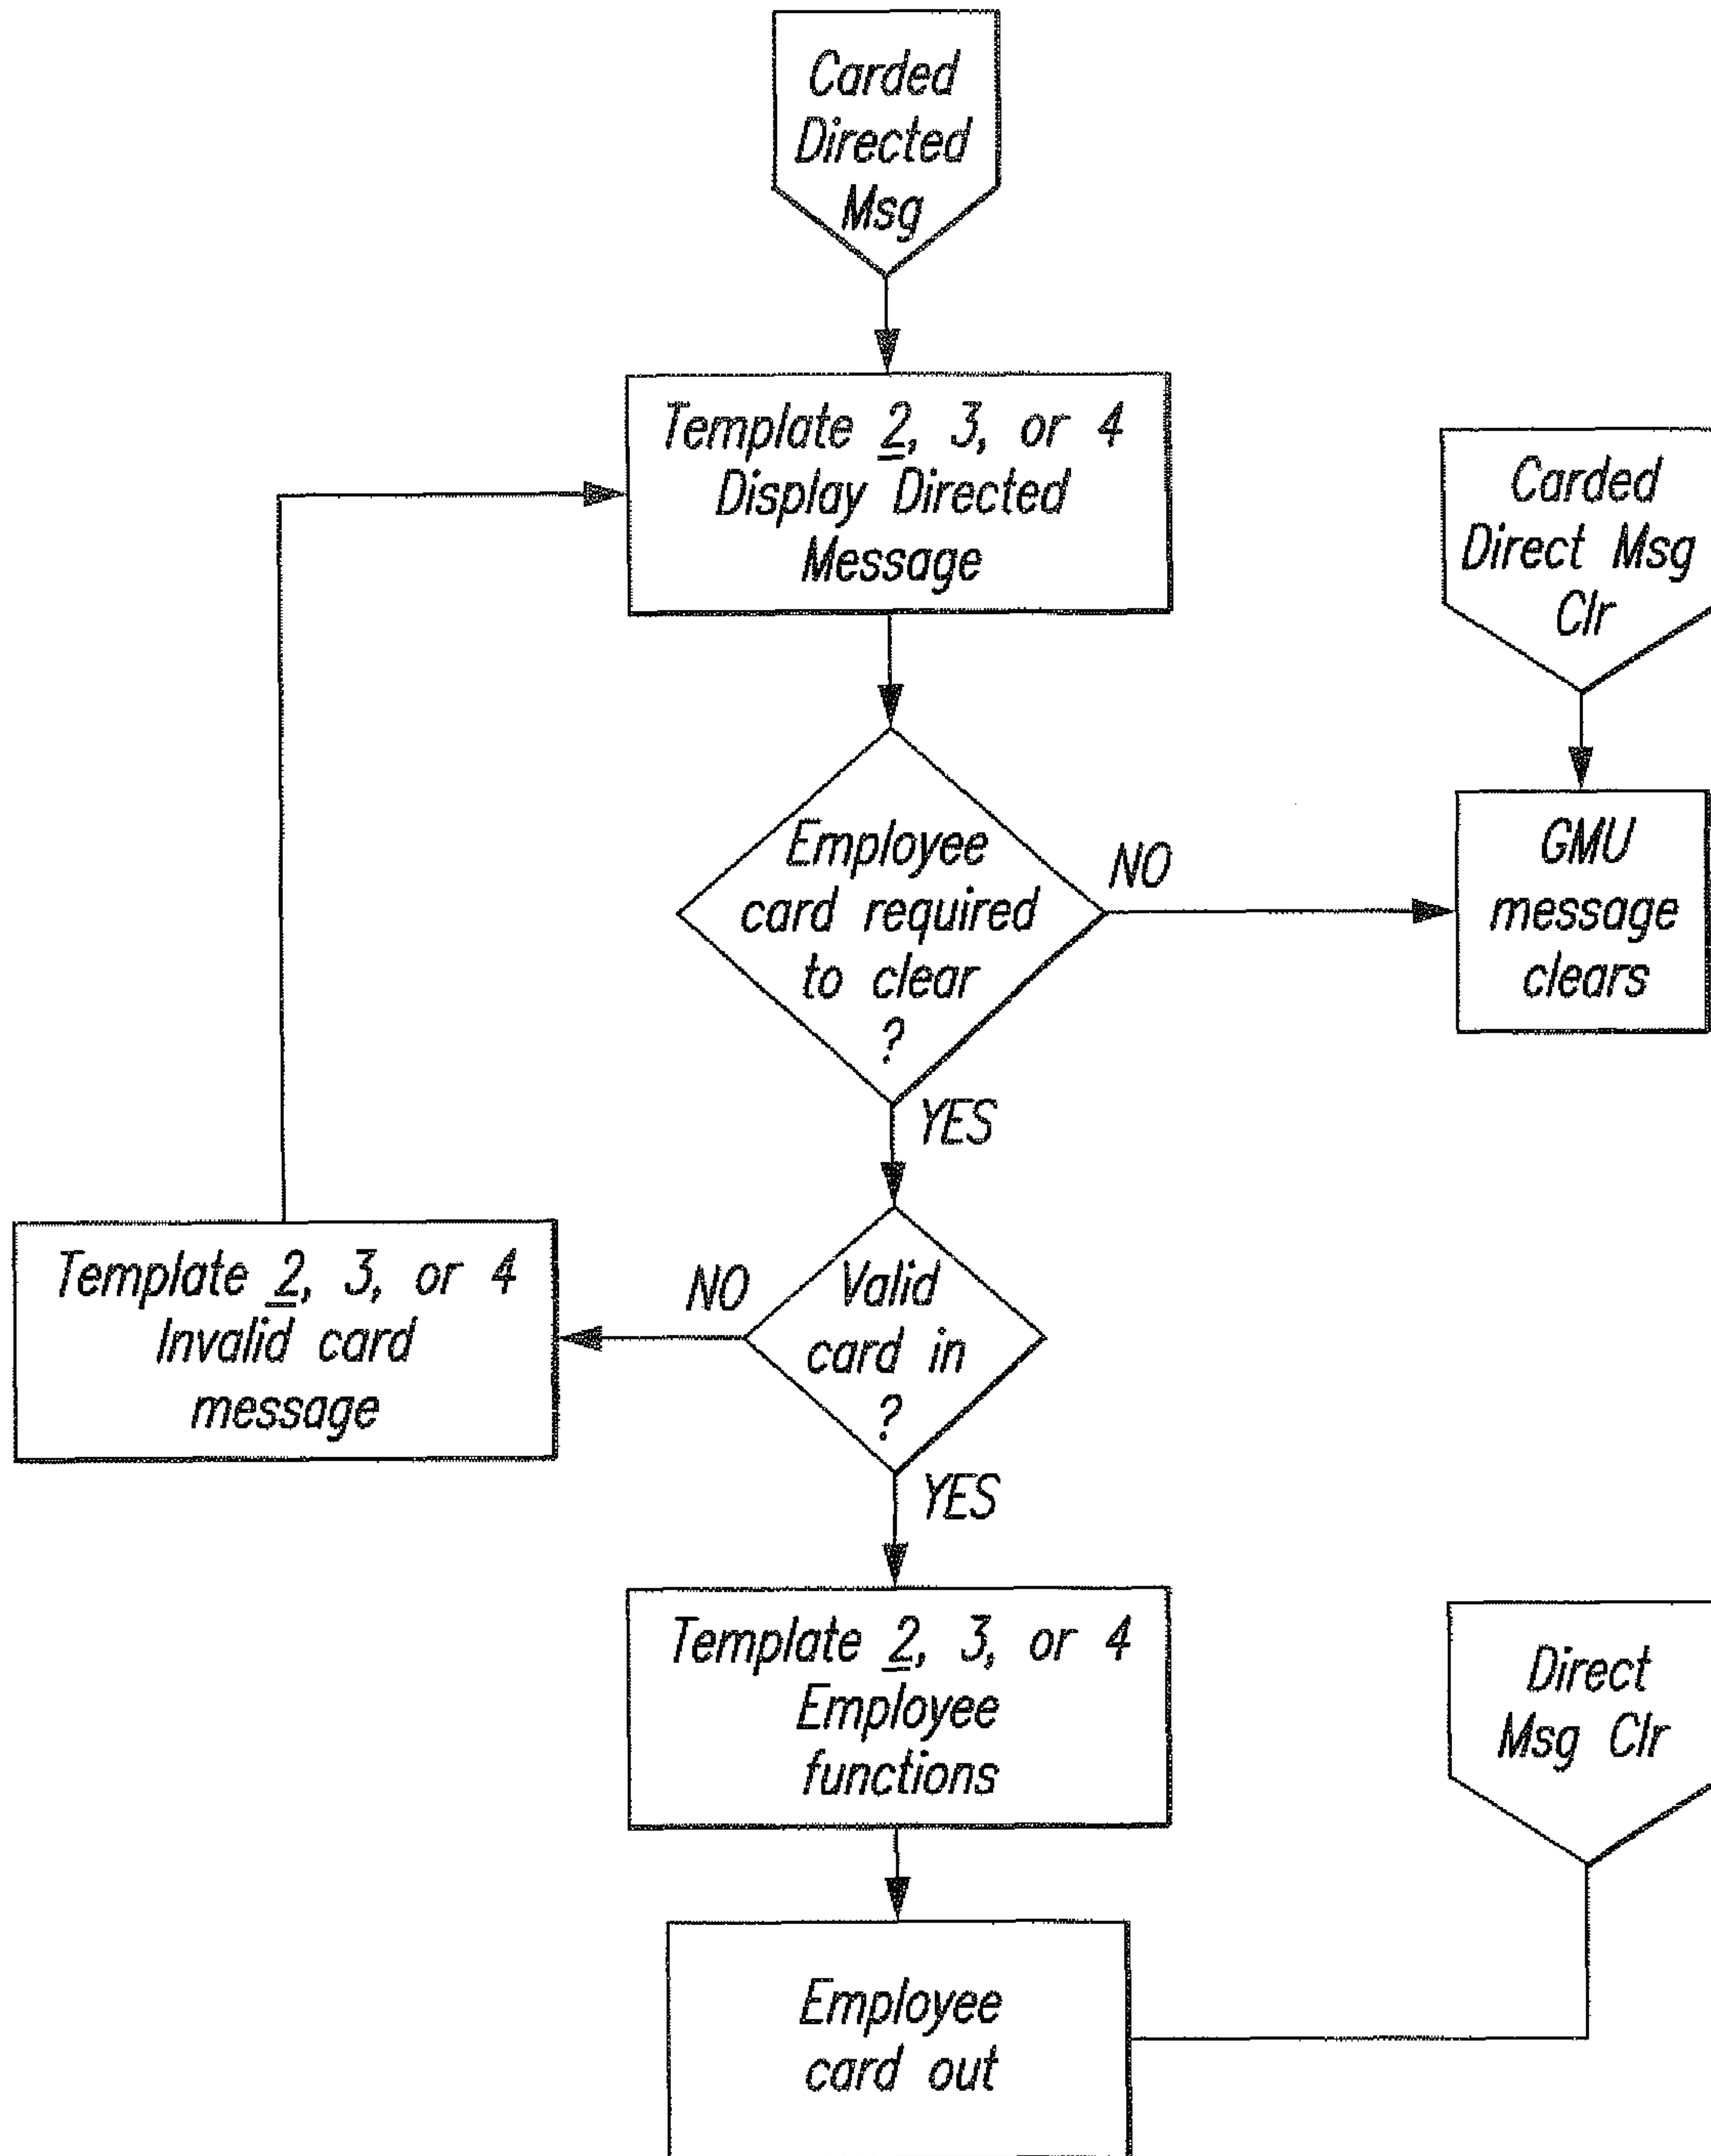 Carded
Directed
Msg
Template 2, 3, or 4
Display Directed
Message
Carded
Direct Msg
Clr
Employee
card required
to clear
?
NO
GMU
message
clears
YES
Template 2, 3, or 4
Invalid card
message
NO
Valid
card in
?
YES
Template 2, 3, or 4
Employee
functions
Direct
Msg Clr
Employee
card out